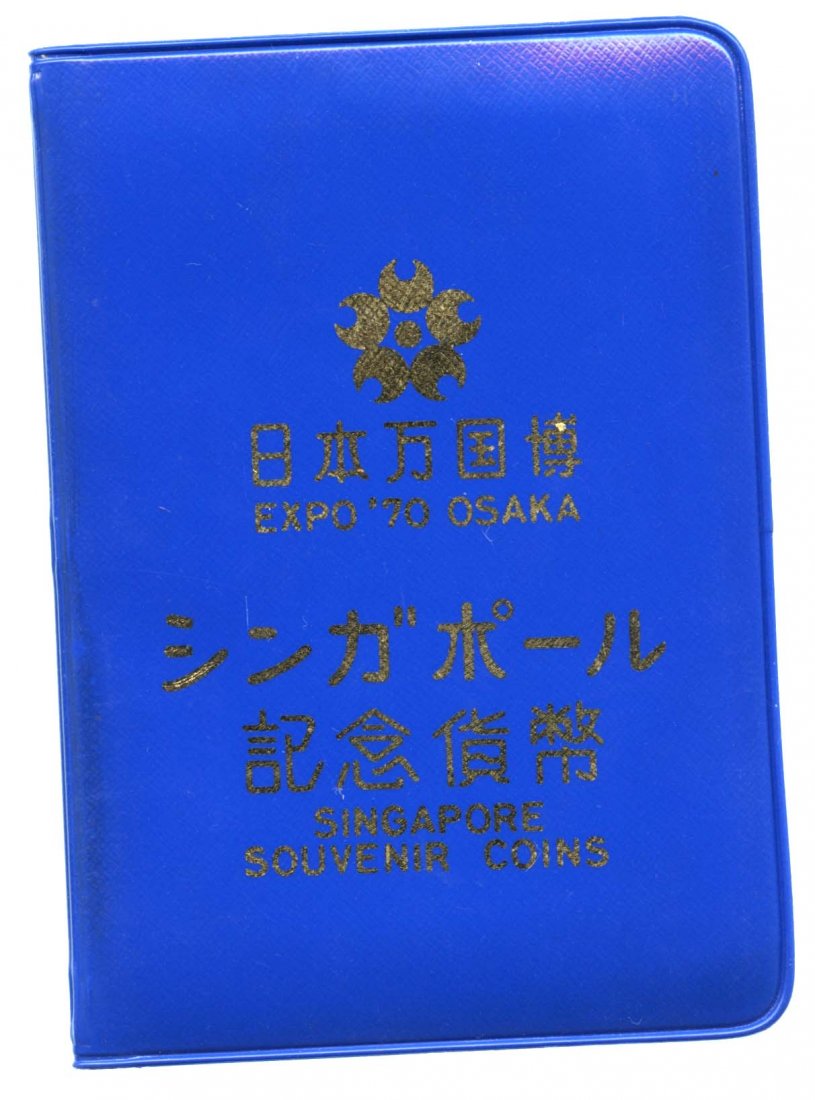 日本万国博
EXPO '70 OSAKA
シンガポール
記念貨幣
SINGAPORE
SOUVENIR COINS